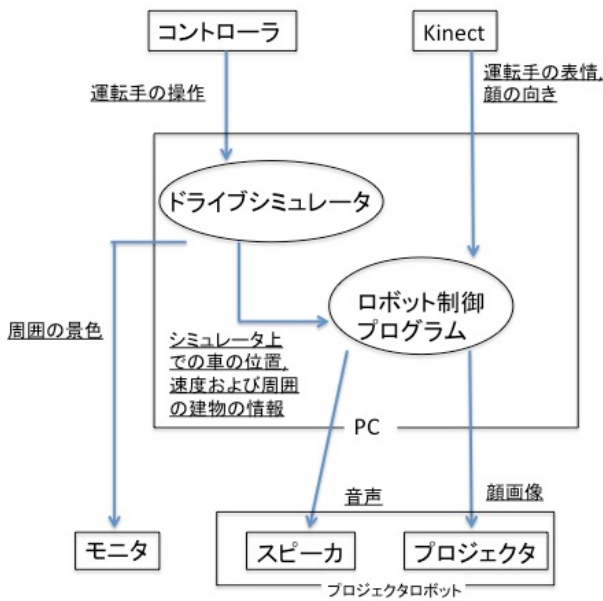 コントローラ
Kinect
運転手の操作
運転手の表情,
顔の向き
ドライブシミュレータ
ロボット制御
プログラム
周囲の景色
シミュレータ上
での車の位置,
速度および周囲
の建物の情報
PC
音声
顔画像
モニタ
スピーカ
プロジェクタ
プロジェクタロボット